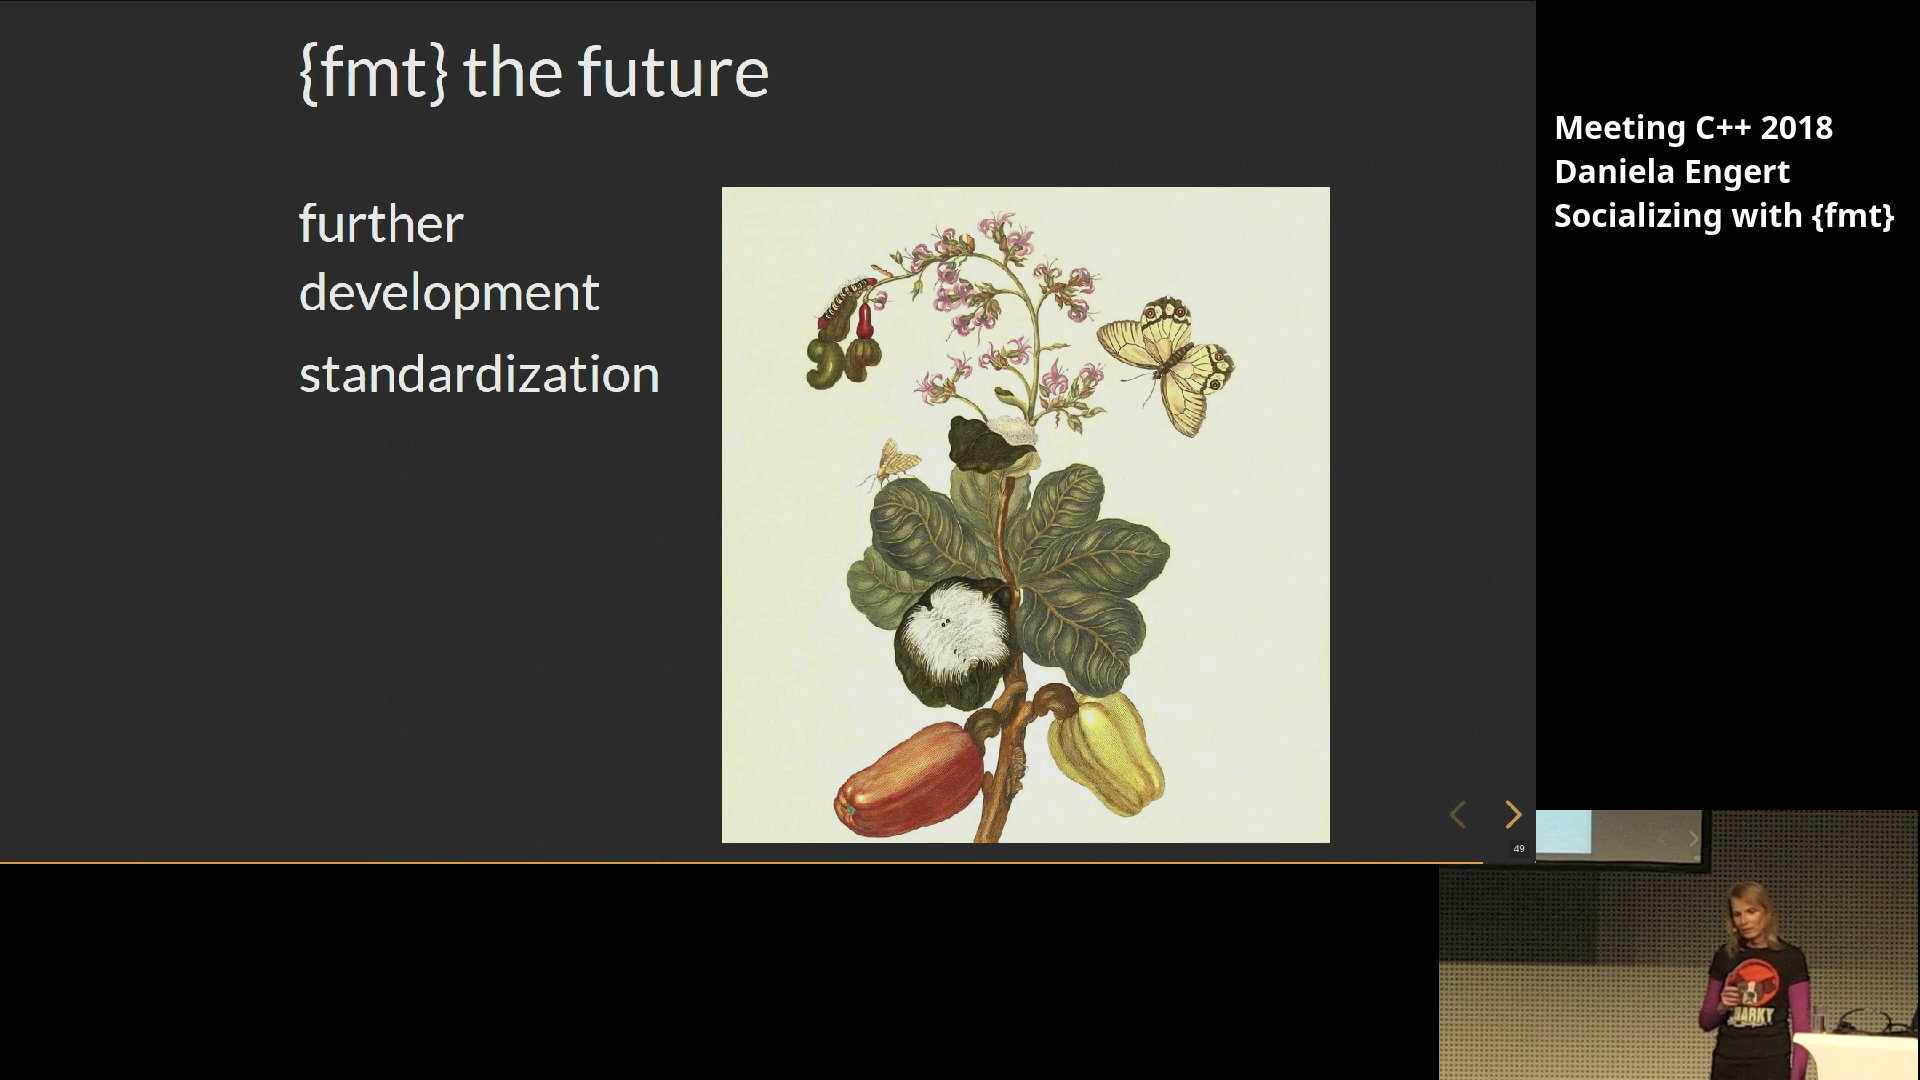 {fmt} the future
further
development
standardization
49
Meeting C++ 2018
Daniela Engert
Socializing with {fmt}